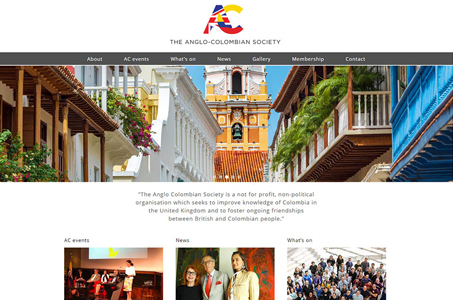 AC
THE ANGLO-COLOMBIAN SOCIETY
About AC events What's on News Gallery Membership Contact
"The Anglo Colombian Society is a not for profit, non-political
organisation which seeks to improve knowledge of Colombia in
the United Kingdom and to foster ongoing friendships
between British and Colombian people."
AC events News What's on